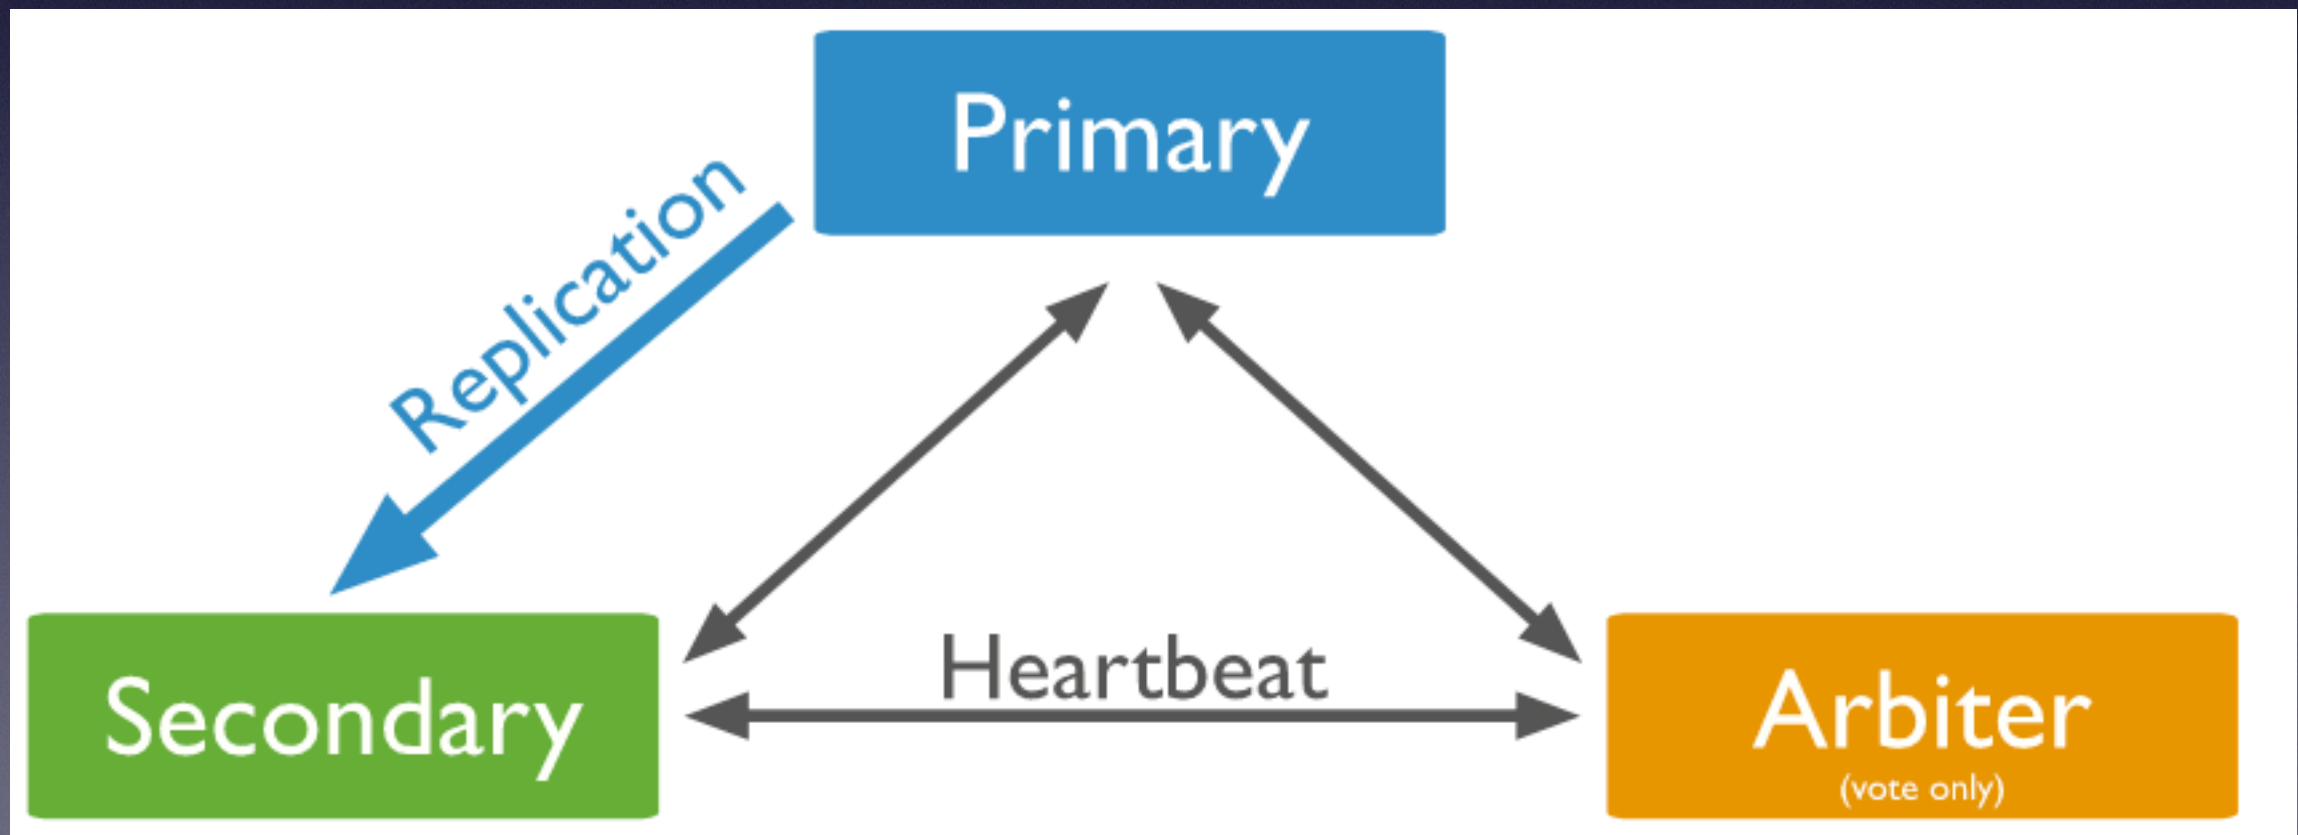 Primary
Replication
Heartbeat
Secondary
Arbiter
(vote only)